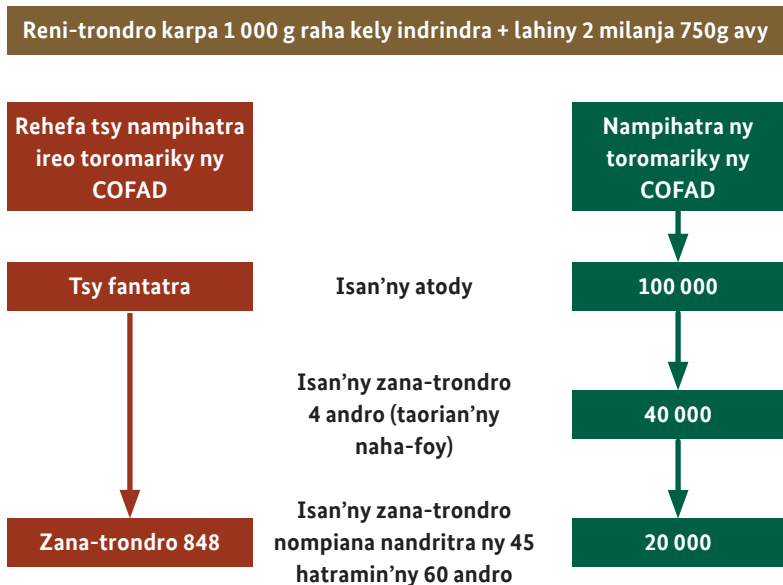 Reni-trondro karpa 1 000 g raha kely indrindra + lahiny 2 milanja 750g avy
Rehefa tsy nampihatra
ireo toromariky ny
COFAD
Nampihatra ny
toromariky ny
COFAD
Tsy fantatra
Isan’ny atody
100 000
Isan’ny zana-trondro
4 andro (taorian’ny
naha-foy)
40 000
Zana-trondro 848
Isan’ny zana-trondro
nompiana nandritra ny 45
hatramin’ny 60 andro
20 000